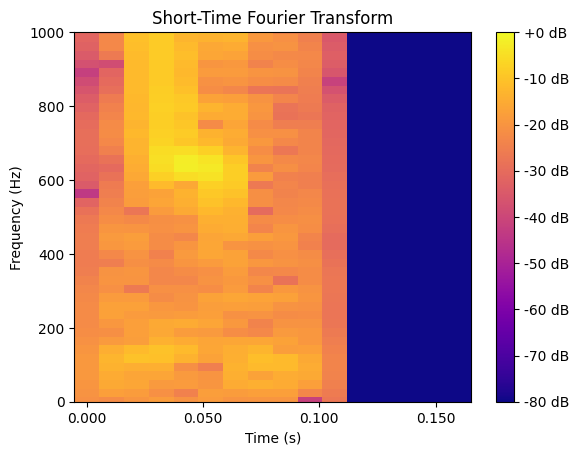 Short-Time Fourier Transform
1000
800
600
400
200
0
Frequency (Hz)
0.000
0.050
0.100
0.150
Time (s)
+0 dB
-10 dB
-20 dB
-30 dB
-40 dB
-50 dB
-60 dB
-70 dB
-80 dB